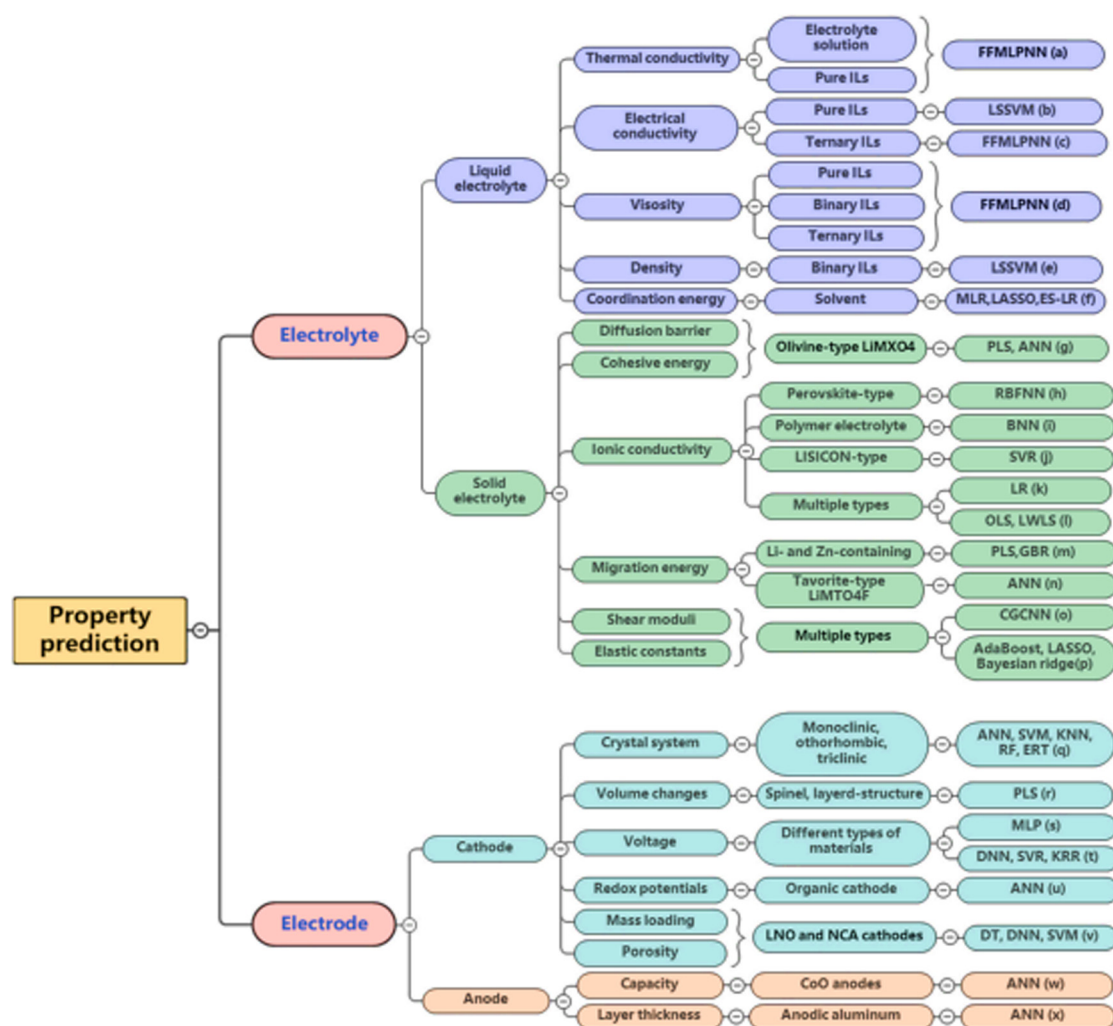 Thermal conductivity
Electrolyte
solution
Pure ILs
FFMLPNN (a)
Electrical
conductivity
Pure ILs
LSSVM (b)
Ternary ILs
FFMLPNN (c)
Liquid
electrolyte
Visosity
Pure ILs
Binary ILs
Ternary ILs
FFMLPNN (d)
Density
Binary ILs
LSSVM (e)
Coordination energy
Solvent
MLR,LASSO,ES-LR (f)
Electrolyte
Diffusion barrier
Cohesive energy
Olivine-type LiMXO4
PLS, ANN (g)
Solid
electrolyte
Ionic conductivity
Perovskite-type
RBFNN (h)
Polymer electrolyte
BNN (i)
LISICON-type
SVR (j)
Multiple types
LR (k)
OLS, LWLS (l)
Migration energy
Li- and Zn-containing
PLS,GBR (m)
Tavorite-type
LiMTO4F
ANN (n)
Shear moduli
Elastic constants
Multiple types
CGCNN (o)
AdaBoost, LASSO,
Bayesian ridge(p)
Property
prediction
Crystal system
Monoclinic,
othorhombic,
triclinic
ANN, SVM, KNN,
RF, ERT (q)
Volume changes
Spinel, layerd-structure
PLS (r)
Cathode
Voltage
Different types of
materials
MLP (s)
DNN, SVR, KRR (t)
Redox potentials
Organic cathode
ANN (u)
Electrode
Mass loading
Porosity
LNO and NCA cathodes
DT, DNN, SVM (v)
Anode
Capacity
CoO anodes
ANN (w)
Layer thickness
Anodic aluminum
ANN (x)